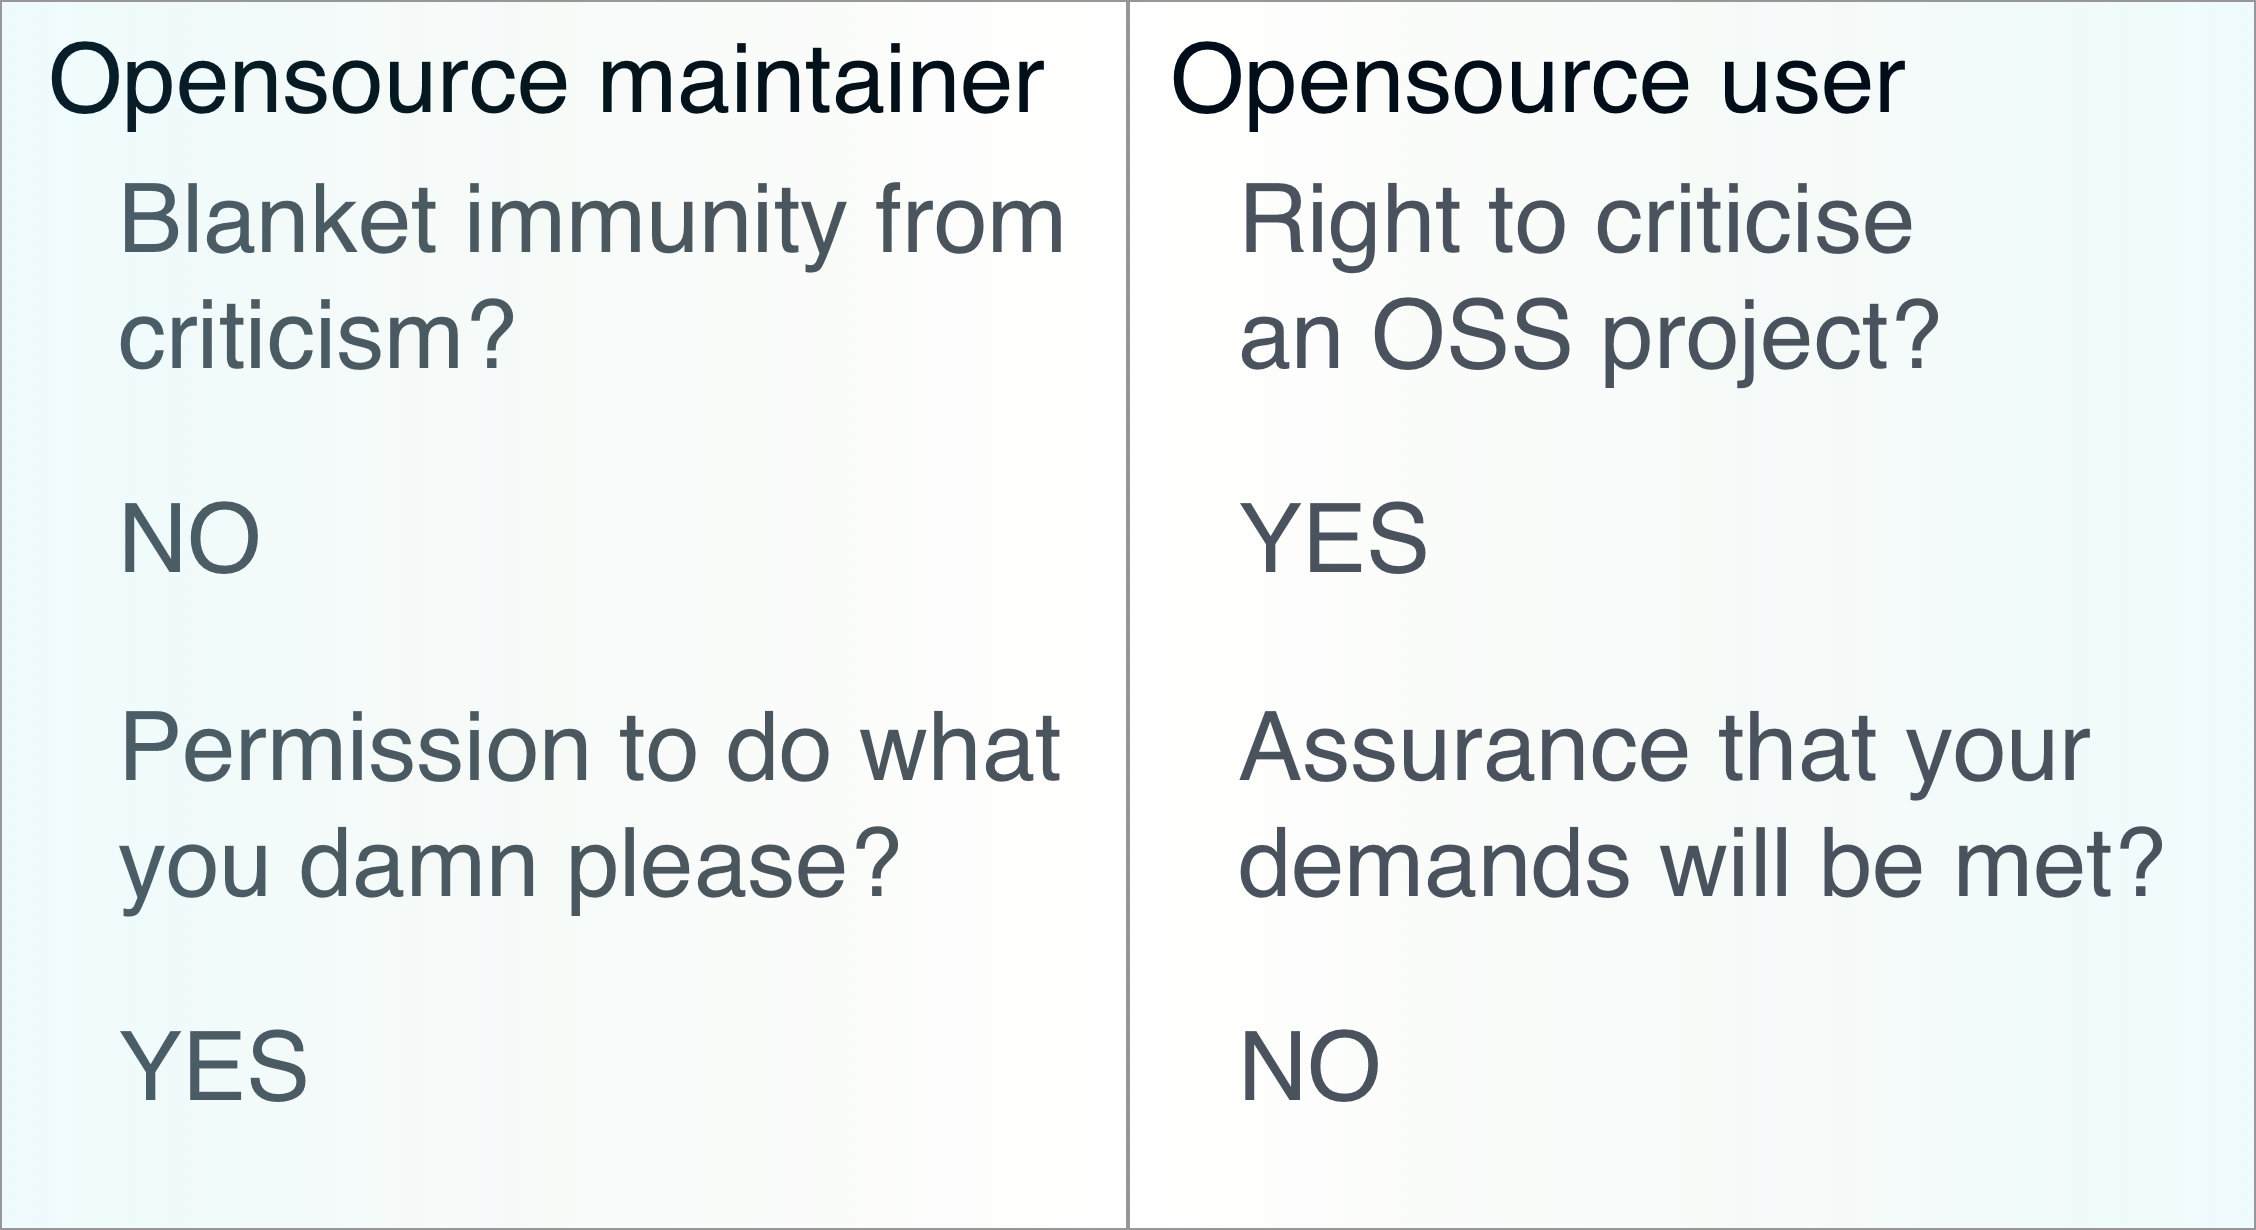 Opensource maintainer
Blanket immunity from
criticism?
NO
Permission to do what
you damn please?
YES
Opensource user
Right to criticise
an OSS project?
YES
Assurance that your
demands will be met?
NO